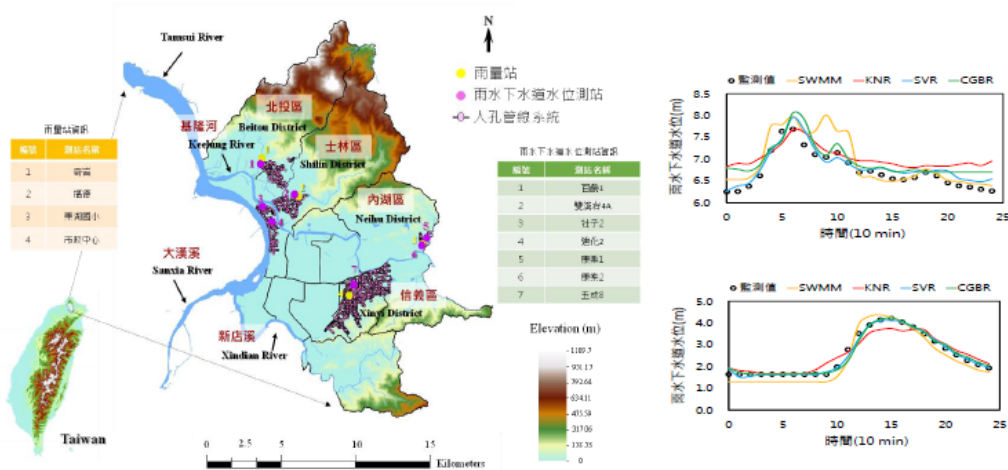 Tamsui River
N
雨量站
雨水下水道水位測站
人孔管線系統
北投區
Beitou District
基隆河
Keelung River
士林區
Shilin District
內湖區
Neihu District
大漢溪
Sanxia River
信義區
Xinyi District
新店溪
Xindian River
Taiwan
雨量站資訊
編號 測站名稱
1
2
3
4 市政中心
雨水下水道水位測站資訊
編號 測站名稱
1
2
3 社子2
4
5
6
7
Elevation (m)
0
0 2.5 5 10 15
Kilometers
監測值 SWMM KNR SVR CGBR
雨水下水道水位(m)
8.5
8.0
7.5
7.0
6.5
6.0
0 5 10 15 20 25
時間(10 min)
監測值 SWMM KNR SVR CGBR
雨水下水道水位(m)
5.0
4.0
3.0
2.0
1.0
0.0
0 5 10 15 20 25
時間(10 min)